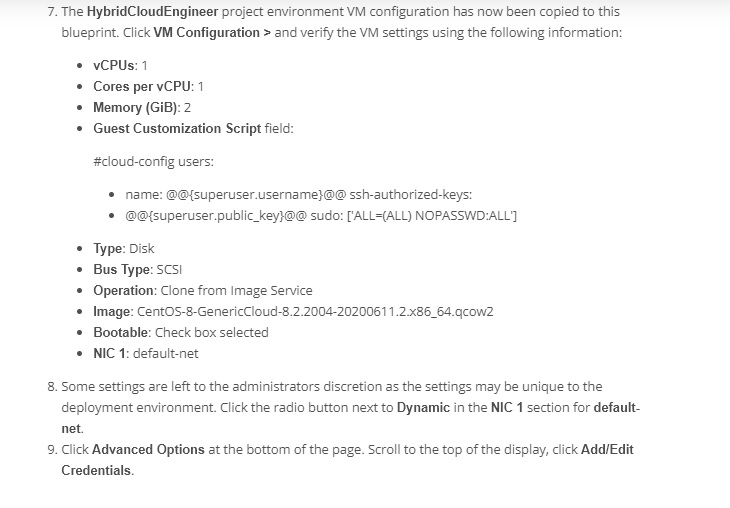 7. The HybridCloudEngineer project environment VM configuration has now been copied to this
blueprint. Click VM Configuration > and verify the VM settings using the following information:
• vCPUs: 1
• Cores per vCPU: 1
• Memory (GiB): 2
• Guest Customization Script field:
#cloud-config users:
• name: @@{superuser.username}@@ ssh-authorized-keys:
• @@{superuser.public_key}@@ sudo: ['ALL=(ALL) NOPASSWD:ALL']
• Type: Disk
• Bus Type: SCSI
• Operation: Clone from Image Service
• Image: CentOS-8-GenericCloud-8.2.2004-20200611.2.x86_64.qcow2
• Bootable: Check box selected
• NIC 1: default-net
8. Some settings are left to the administrators discretion as the settings may be unique to the
deployment environment. Click the radio button next to Dynamic in the NIC 1 section for default-
net.
9. Click Advanced Options at the bottom of the page. Scroll to the top of the display, click Add/Edit
Credentials.